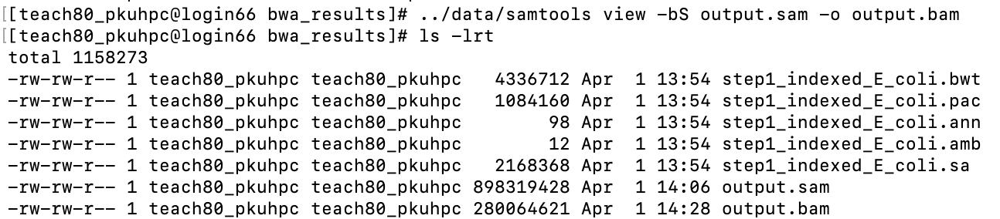 [[teach80_pkuhpc@login66 bwa_results]# ../data/samtools view -bS output.sam -o output.bam
[[teach80_pkuhpc@login66 bwa_results]# ls -lrt
total 1158273
-rw-rw-r-- 1 teach80_pkuhpc teach80_pkuhpc   4336712 Apr  1 13:54 step1_indexed_E_coli.bwt
-rw-rw-r-- 1 teach80_pkuhpc teach80_pkuhpc   1084160 Apr  1 13:54 step1_indexed_E_coli.pac
-rw-rw-r-- 1 teach80_pkuhpc teach80_pkuhpc        98 Apr  1 13:54 step1_indexed_E_coli.ann
-rw-rw-r-- 1 teach80_pkuhpc teach80_pkuhpc        12 Apr  1 13:54 step1_indexed_E_coli.amb
-rw-rw-r-- 1 teach80_pkuhpc teach80_pkuhpc   2168368 Apr  1 13:54 step1_indexed_E_coli.sa
-rw-rw-r-- 1 teach80_pkuhpc teach80_pkuhpc 898319428 Apr  1 14:06 output.sam
-rw-rw-r-- 1 teach80_pkuhpc teach80_pkuhpc 280064621 Apr  1 14:28 output.bam